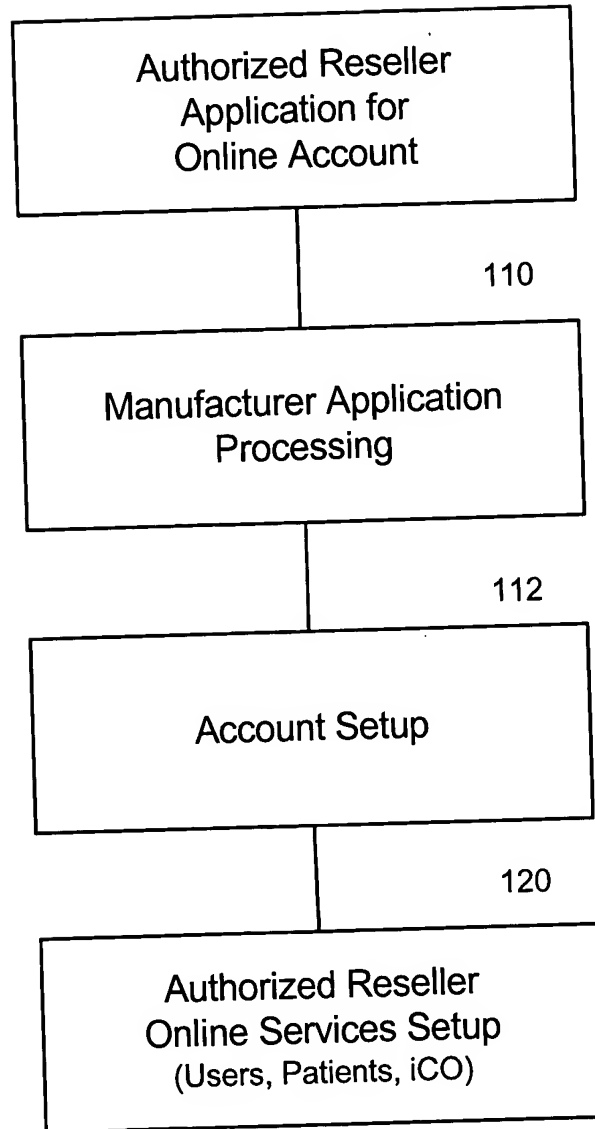 Authorized Reseller
Application for
Online Account
110
Manufacturer Application
Processing
112
Account Setup
120
Authorized Reseller
Online Services Setup
(Users, Patients, iCO)